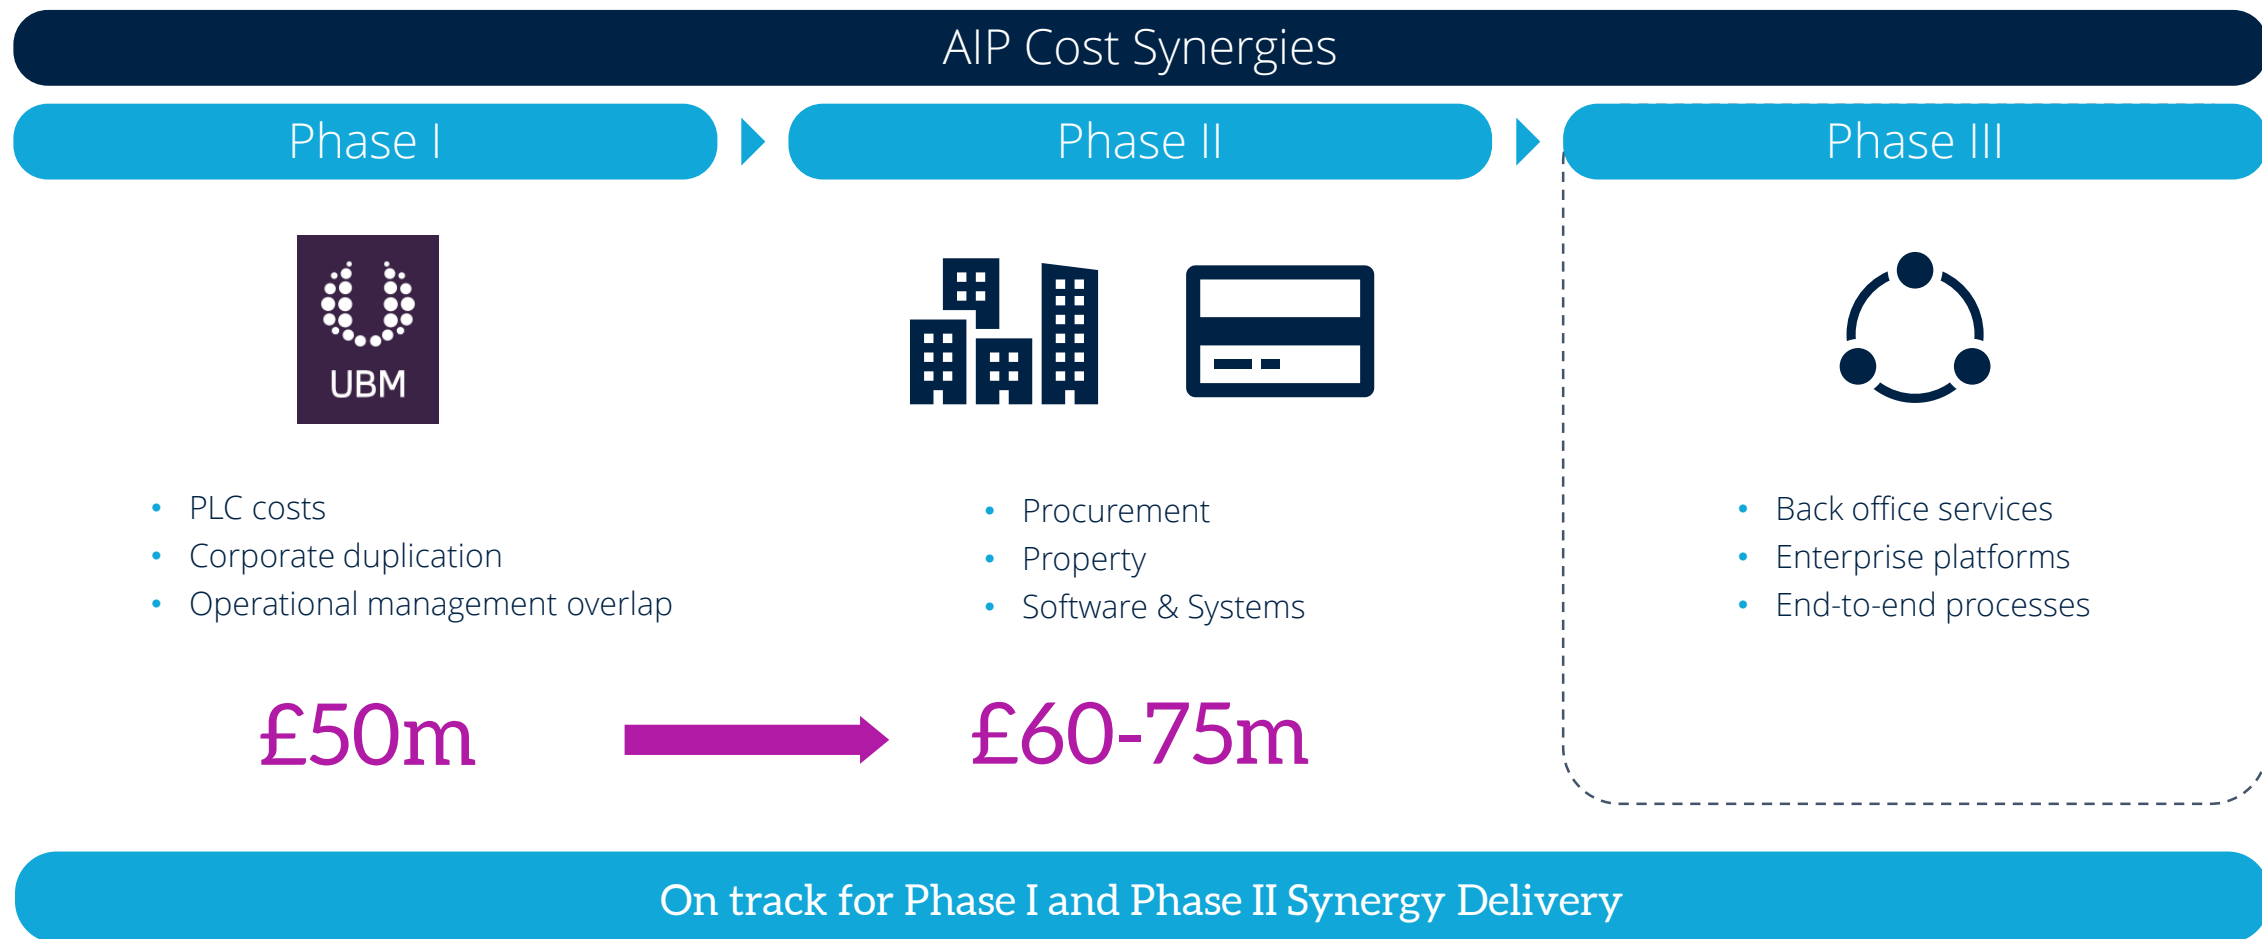 AIP Cost Synergies
Phase I
Phase II
Phase III
UBM
• PLC costs
• Corporate duplication
• Operational management overlap
• Procurement
• Property
• Software & Systems
• Back office services
• Enterprise platforms
• End-to-end processes
£50m
£60-75m
On track for Phase I and Phase II Synergy Delivery